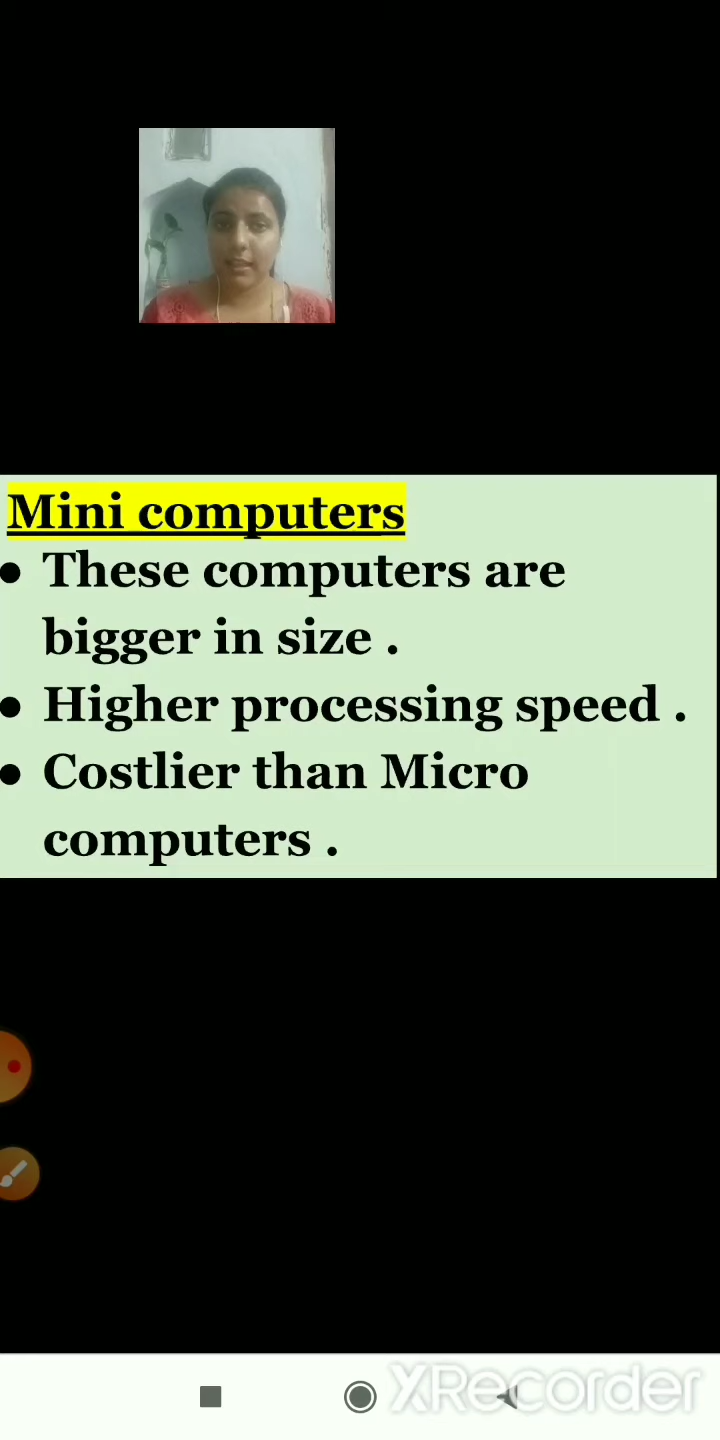 Mini computers
● These computers are
bigger in size .
● Higher processing speed .
● Costlier than Micro
computers .
XRecorder